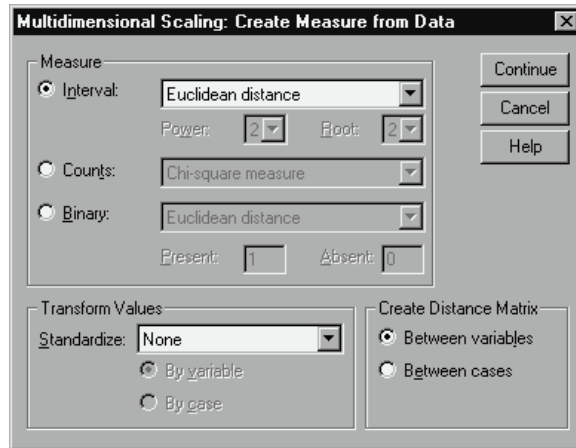 Multidimensional Scaling: Create Measure from Data
Measure
Interval:
Euclidean distance
Power:
2
Root:
2
Counts:
Chi-square measure
Binary:
Euclidean distance
Present:
1
Absent:
0
Continue
Cancel
Help
Transform Values
Standardize:
None
By variable
By case
Create Distance Matrix
Between variables
Between cases